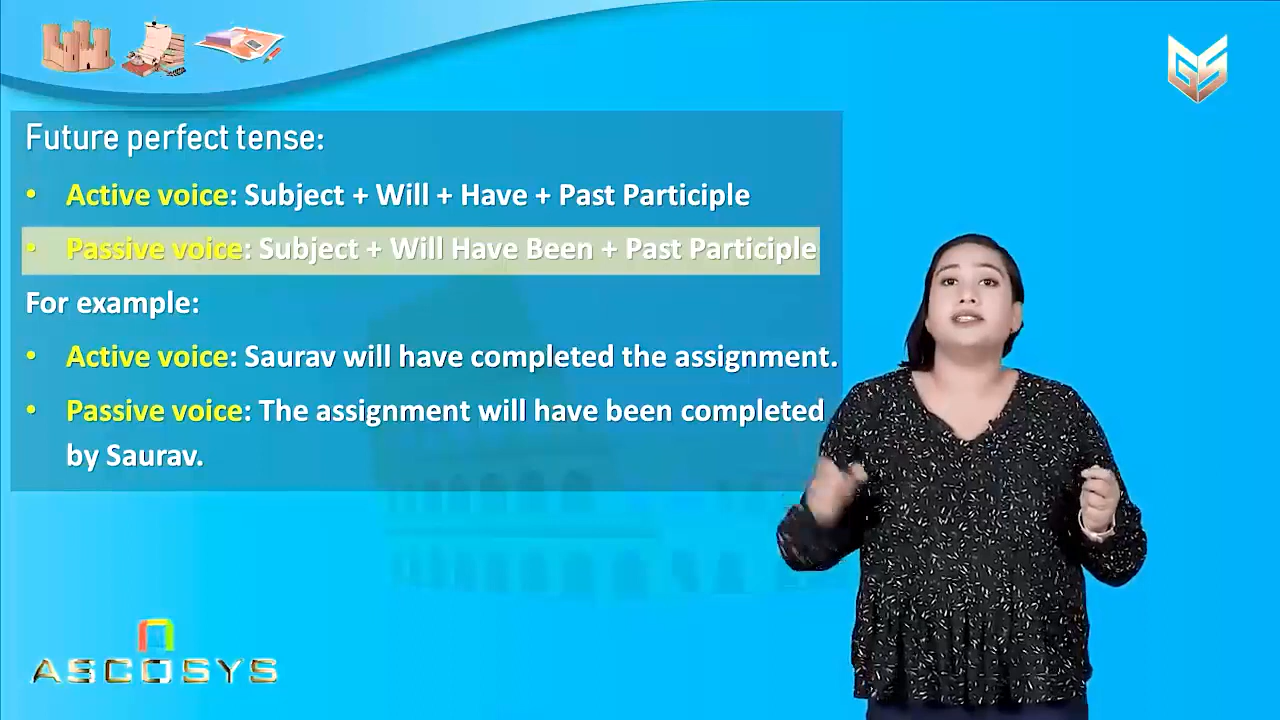 Future perfect tense:
• Active voice: Subject + Will + Have + Past Participle
• Passive voice: Subject + Will Have Been + Past Participle
For example:
• Active voice: Saurav will have completed the assignment.
• Passive voice: The assignment will have been completed
by Saurav.
ASCOSYS